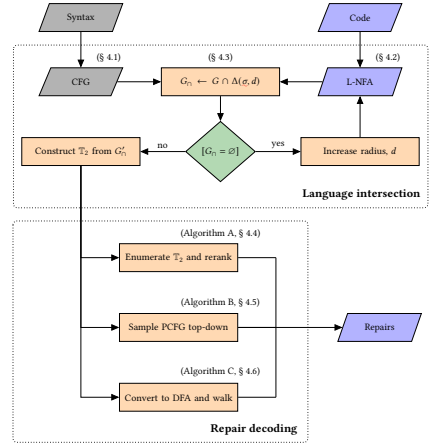 Syntax
Code
(§ 4.1)
(§ 4.3)
(§ 4.2)
CFG
G∩ ← G ∩ Δ(σ, d)
L-NFA
Construct 𝕋₂ from G′∩
no
[G∩ = ∅]
yes
Increase radius, d
Language intersection
(Algorithm A, § 4.4)
Enumerate 𝕋₂ and rerank
(Algorithm B, § 4.5)
Sample PCFG top-down
Repairs
(Algorithm C, § 4.6)
Convert to DFA and walk
Repair decoding